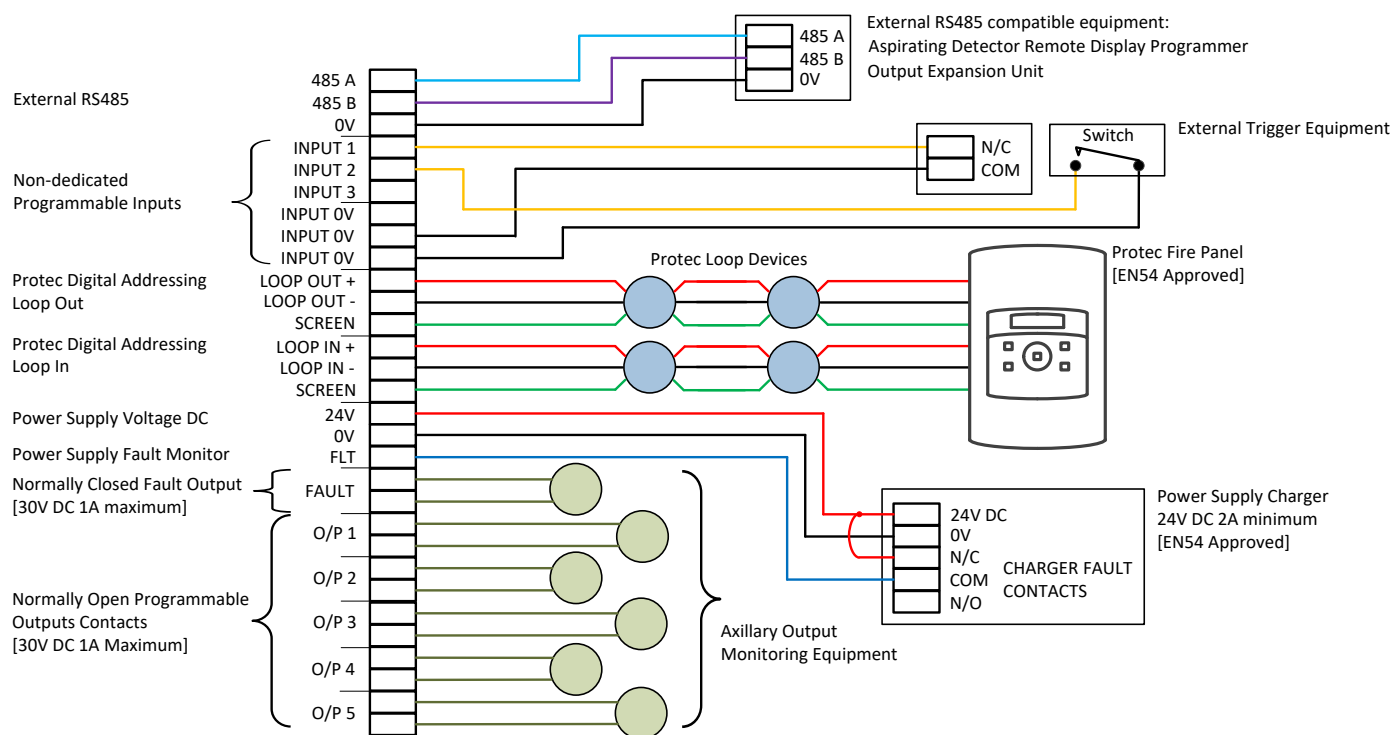 External RS485 compatible equipment:
Aspirating Detector Remote Display Programmer
Output Expansion Unit
485 A
485 B
0V
External RS485
485 A
485 B
0V
Non-dedicated
Programmable Inputs
INPUT 1
INPUT 2
INPUT 3
INPUT 0V
INPUT 0V
INPUT 0V
N/C
COM
Switch
External Trigger Equipment
Protec Digital Addressing
Loop Out
LOOP OUT +
LOOP OUT -
SCREEN
Protec Loop Devices
Protec Fire Panel
[EN54 Approved]
Protec Digital Addressing
Loop In
LOOP IN +
LOOP IN -
SCREEN
Power Supply Voltage DC
24V
0V
Power Supply Fault Monitor
FLT
Normally Closed Fault Output
[30V DC 1A maximum]
FAULT
Normally Open Programmable
Outputs Contacts
[30V DC 1A Maximum]
O/P 1
O/P 2
O/P 3
O/P 4
O/P 5
Axillary Output
Monitoring Equipment
24V DC
0V
N/C
COM
N/O
CHARGER FAULT
CONTACTS
Power Supply Charger
24V DC 2A minimum
[EN54 Approved]